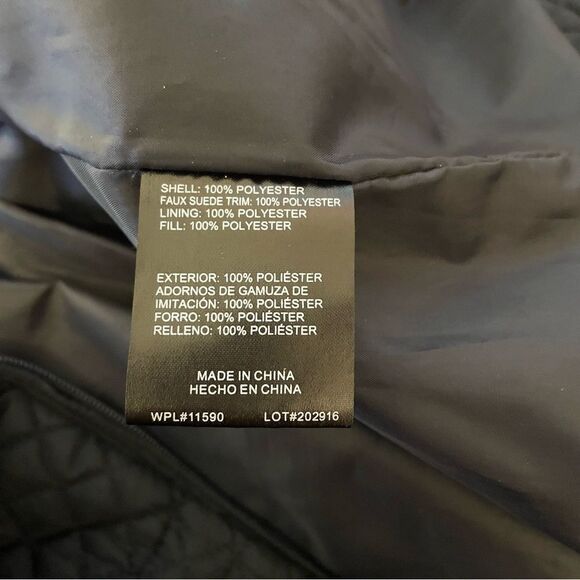 SHELL: 100% POLYESTER
FAUX SUEDE TRIM: 100% POLYESTER
LINING: 100% POLYESTER
FILL: 100% POLYESTER
EXTERIOR: 100% POLIÉSTER
ADORNOS DE GAMUZA DE
IMITACIÓN: 100% POLIÉSTER
FORRO: 100% POLIÉSTER
RELLENO: 100% POLIÉSTER
MADE IN CHINA
HECHO EN CHINA
WPL#11590 LOT#202916